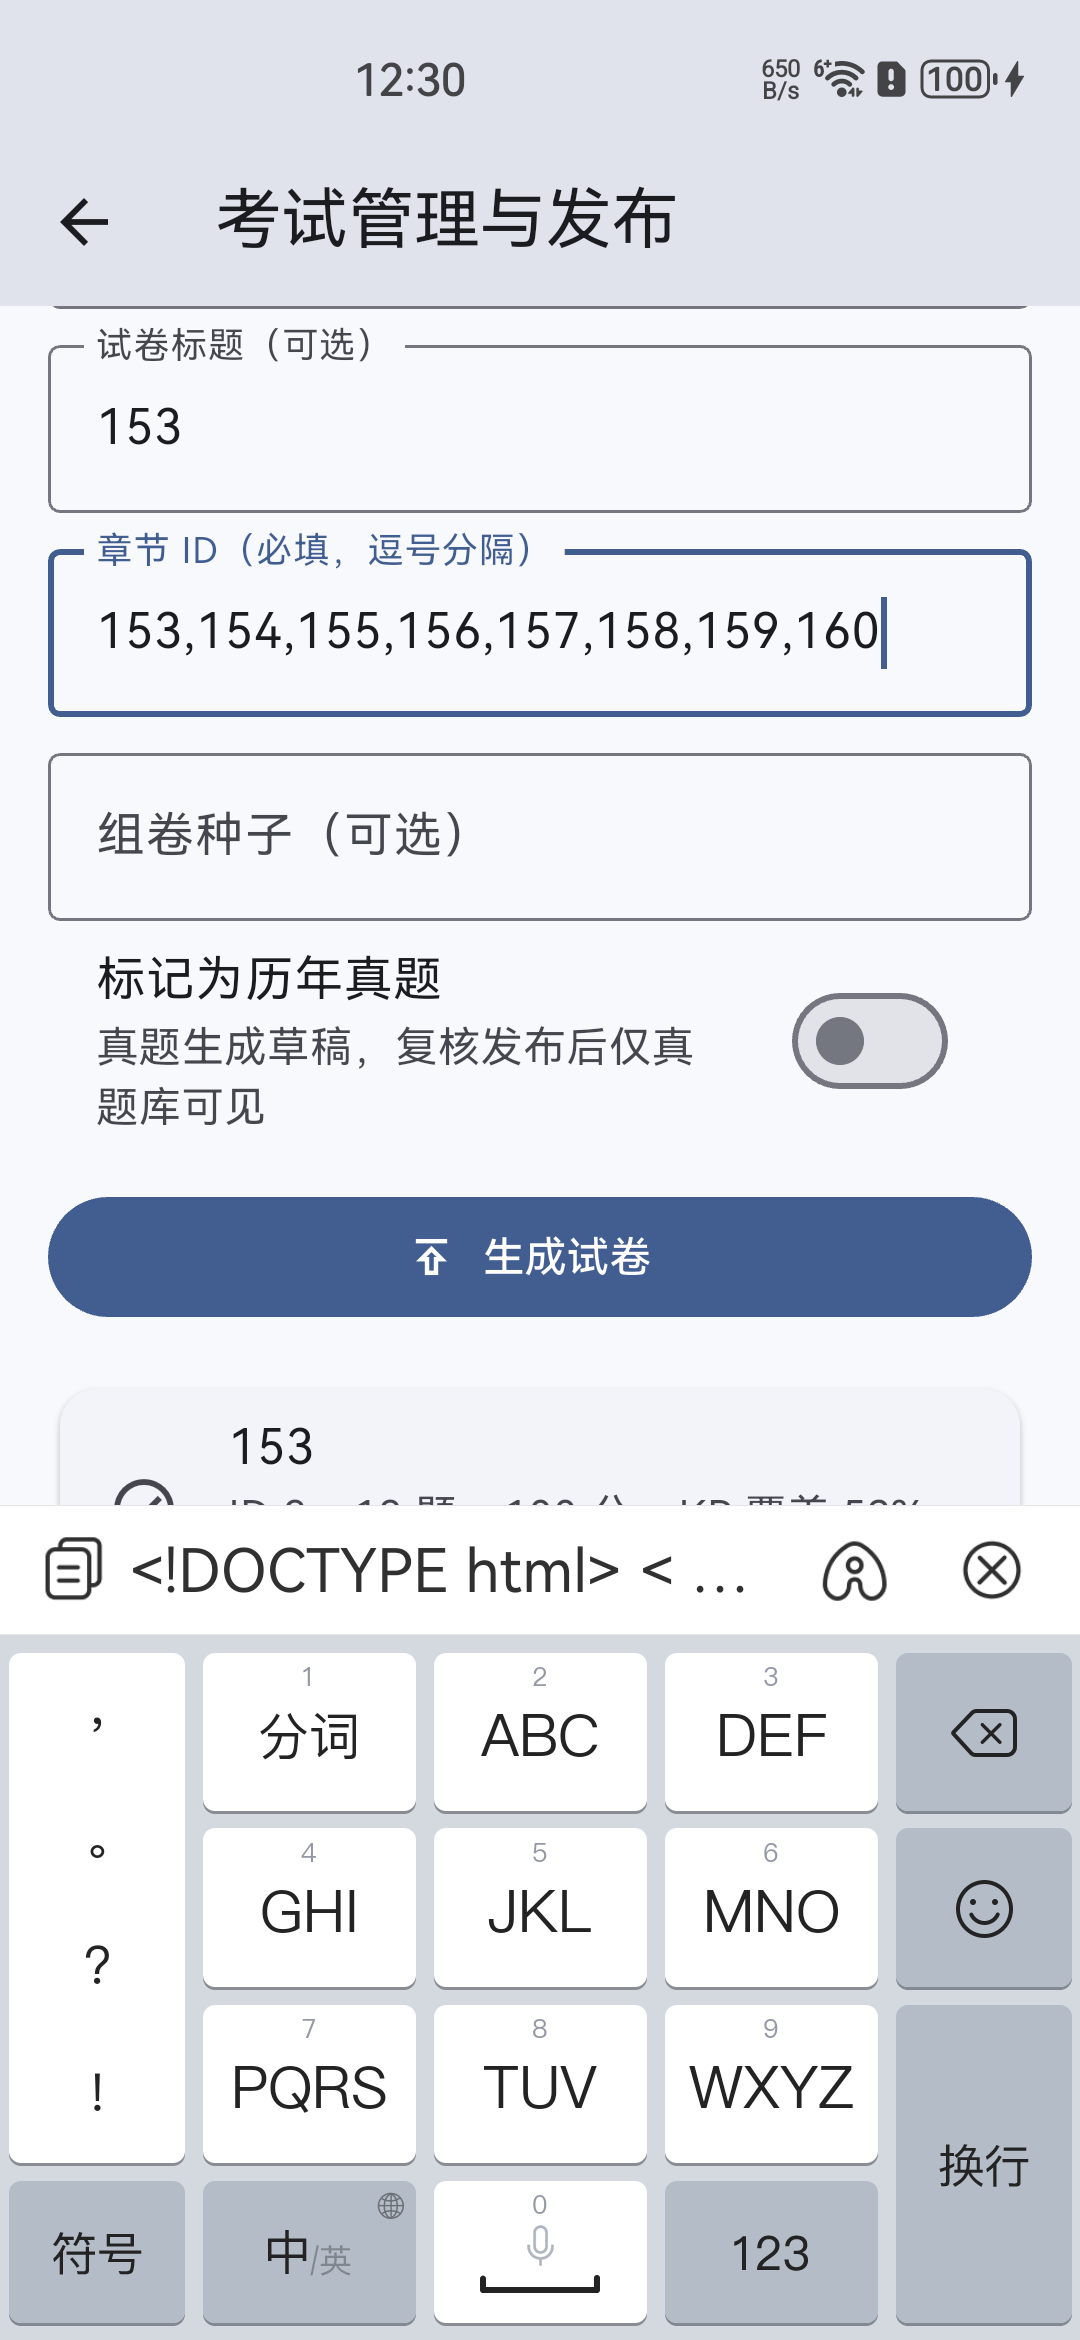 12:30
650 B/s
6+
100
考试管理与发布
试卷标题（可选）
153
章节 ID（必填，逗号分隔）
153,154,155,156,157,158,159,160
组卷种子（可选）
标记为历年真题
真题生成草稿，复核发布后仅真
题库可见
生成试卷
153
<!DOCTYPE html> < ...
，
1
分词
2
ABC
3
DEF
。
4
GHI
5
JKL
6
MNO
?
7
PQRS
8
TUV
9
WXYZ
!
换行
符号
中/英
0
123